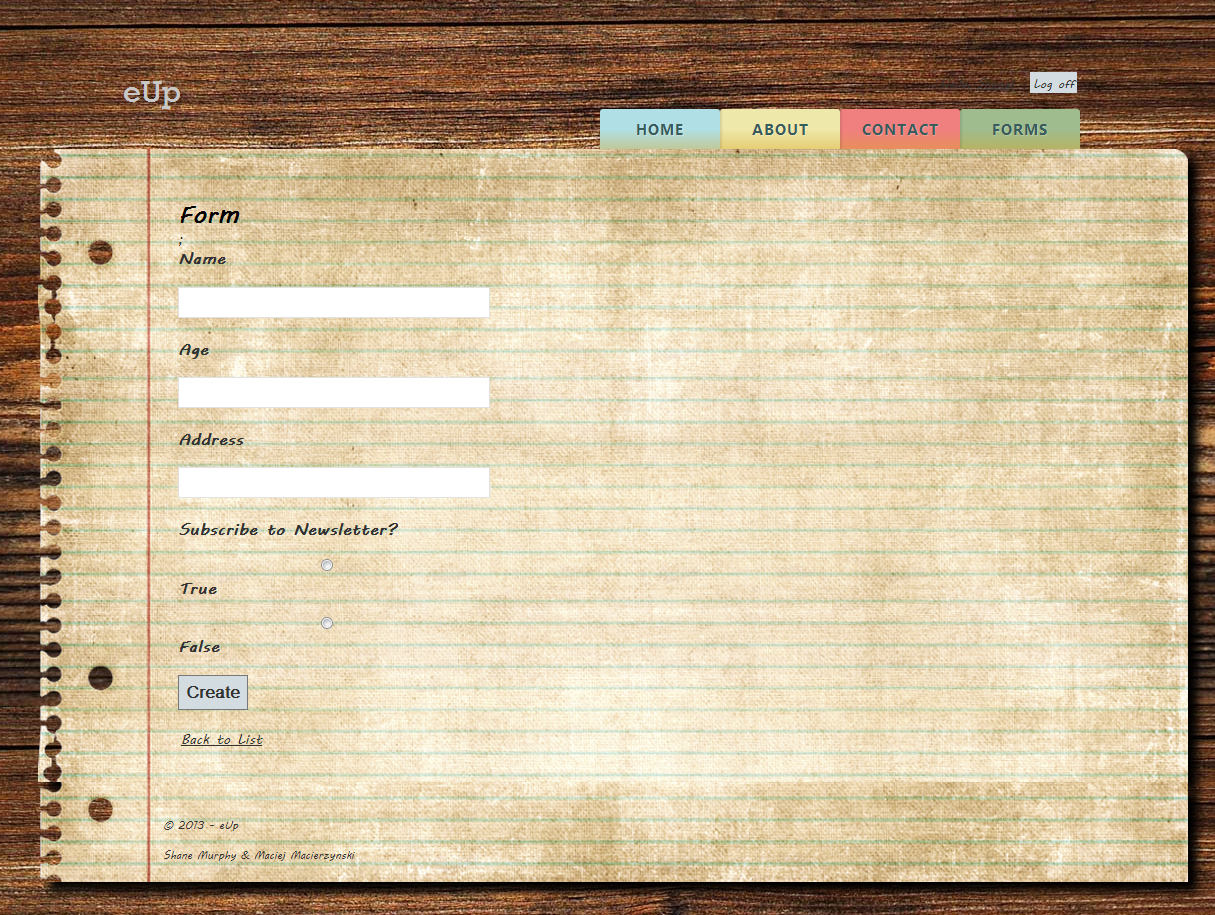 eUp
Log off
HOME ABOUT CONTACT FORMS
Form
;
Name
Age
Address
Subscribe to Newsletter?
True
False
Create
Back to List
© 2013 - eUp
Shane Murphy & Maciej Macierzynski